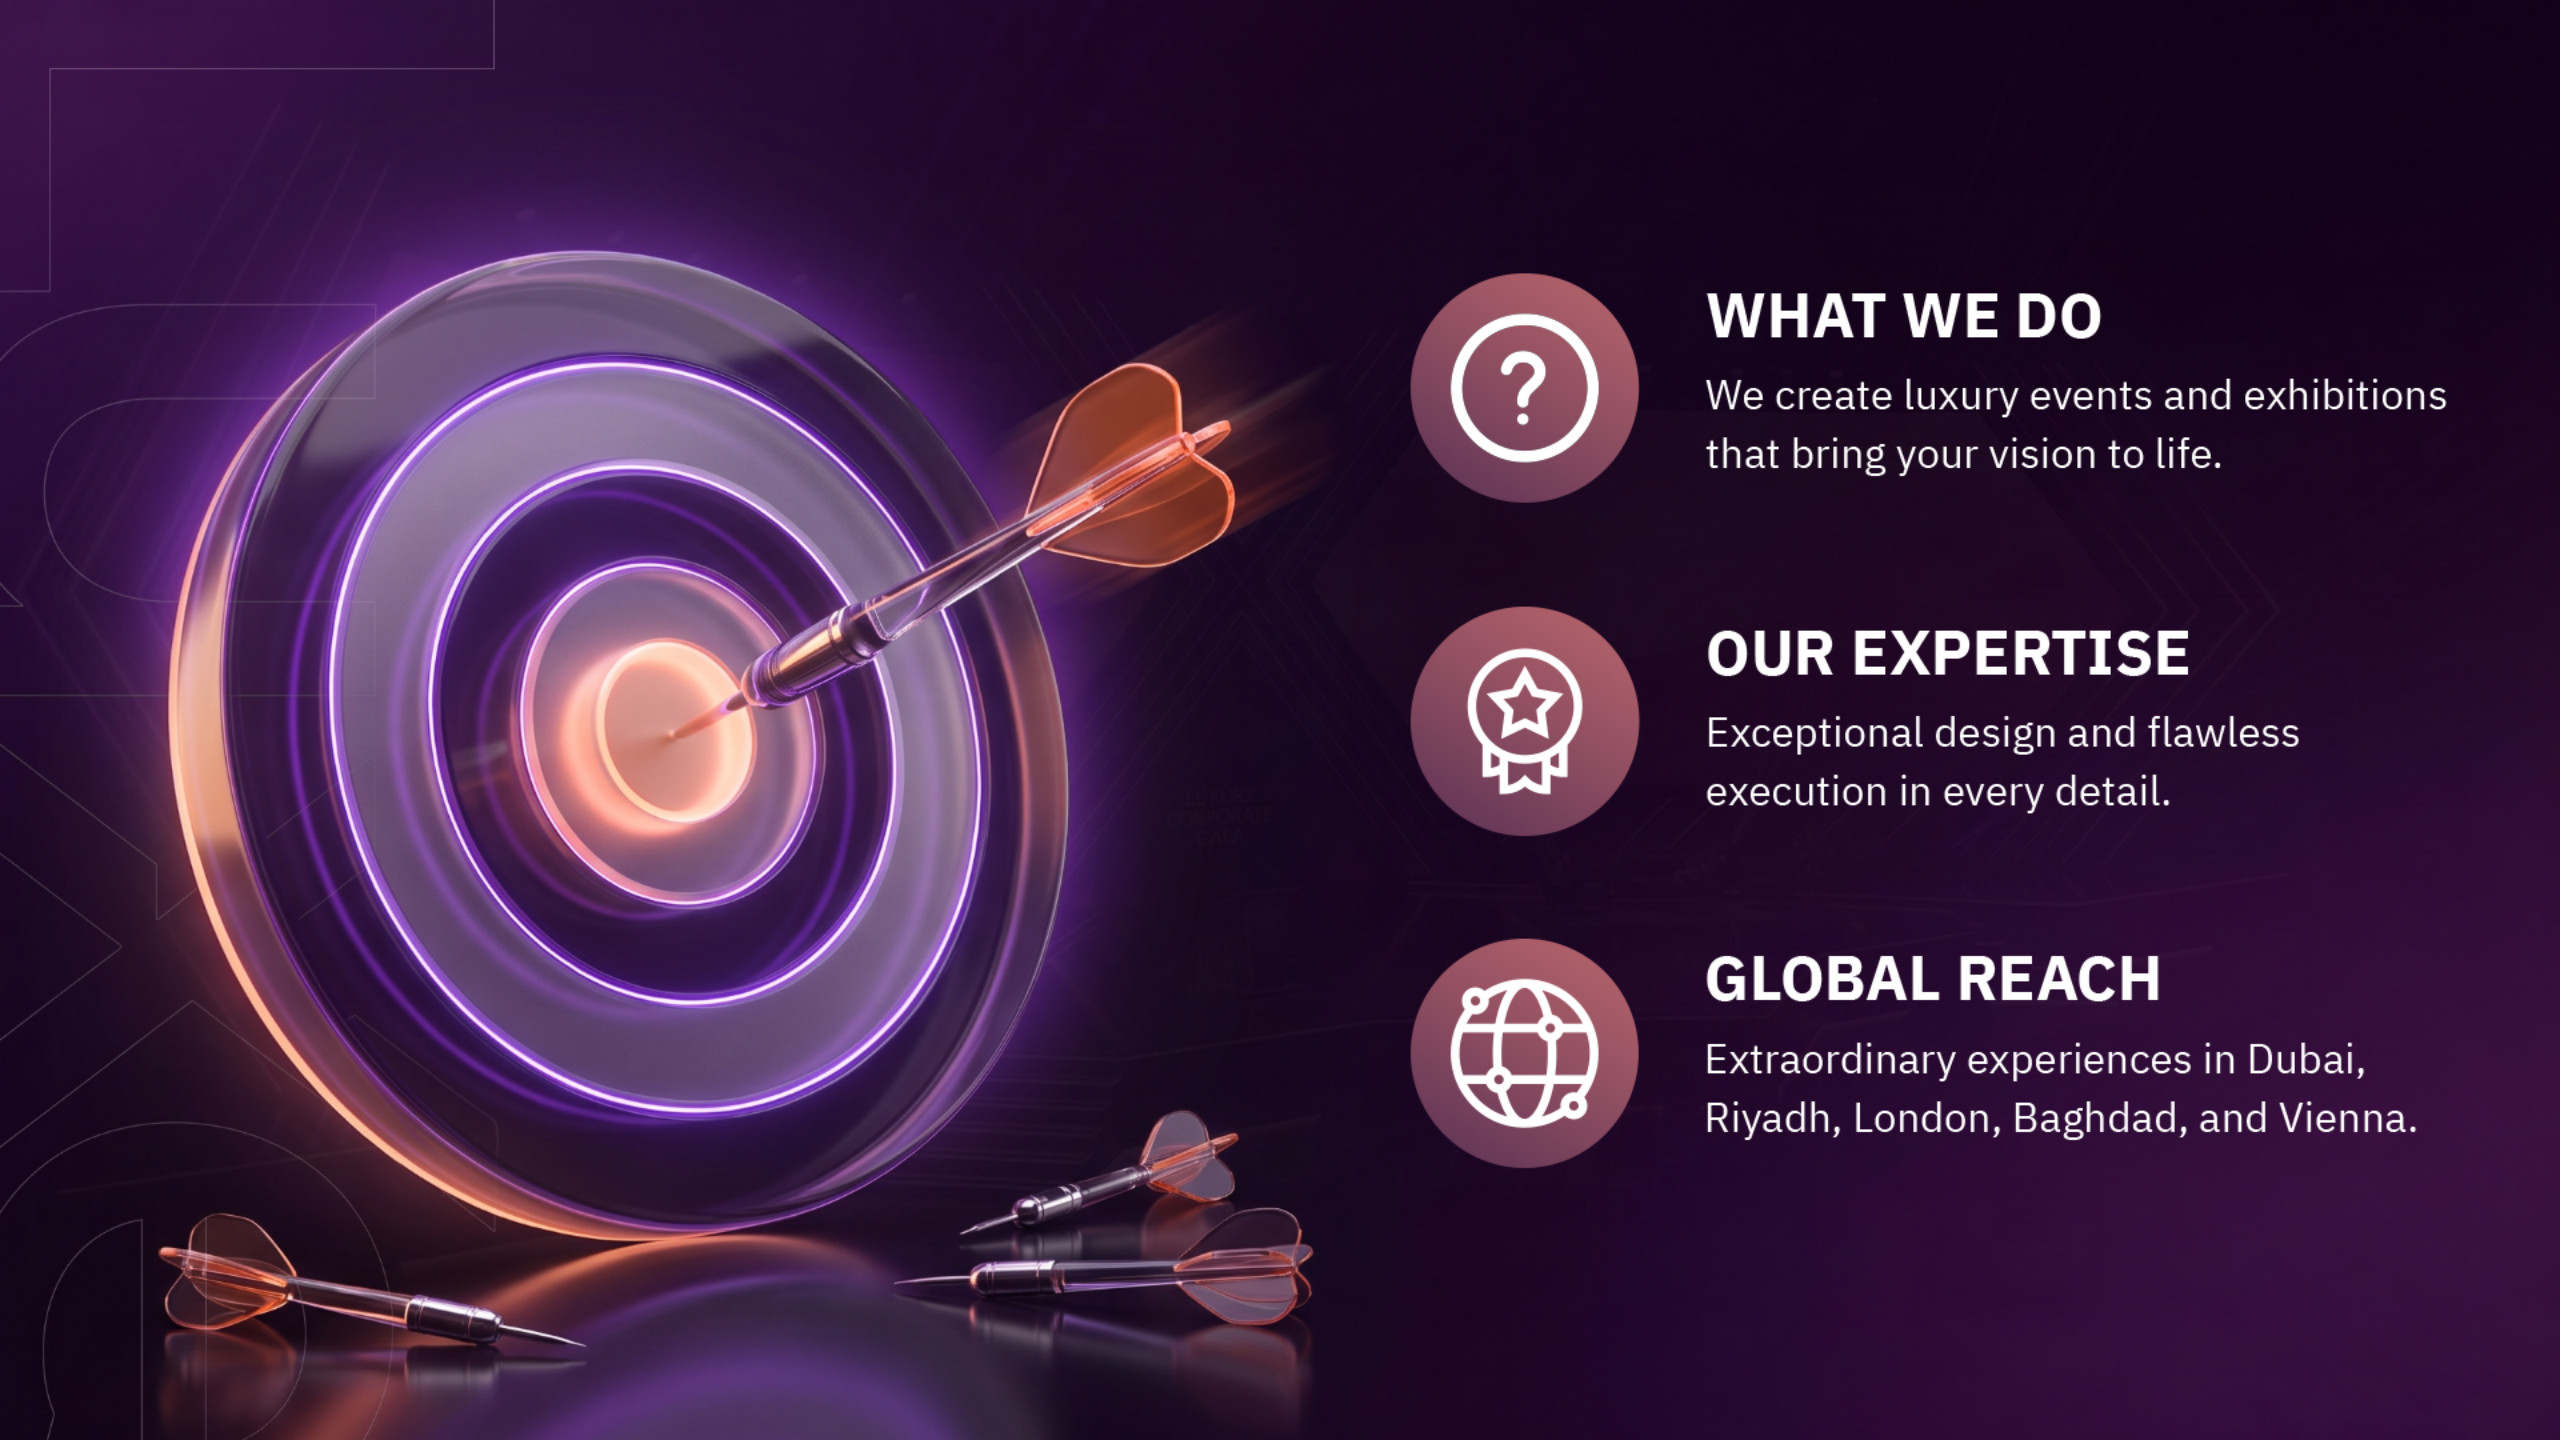 WHAT WE DO
We create luxury events and exhibitions
that bring your vision to life.
OUR EXPERTISE
Exceptional design and flawless
execution in every detail.
GLOBAL REACH
Extraordinary experiences in Dubai,
Riyadh, London, Baghdad, and Vienna.